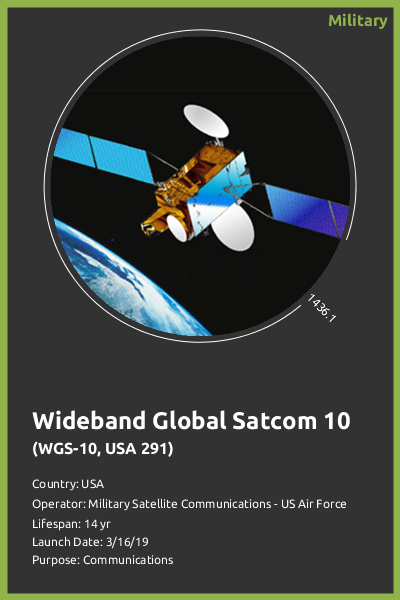 Military
1436.1
Wideband Global Satcom 10
(WGS-10, USA 291)
Country: USA
Operator: Military Satellite Communications - US Air Force
Lifespan: 14 yr
Launch Date: 3/16/19
Purpose: Communications